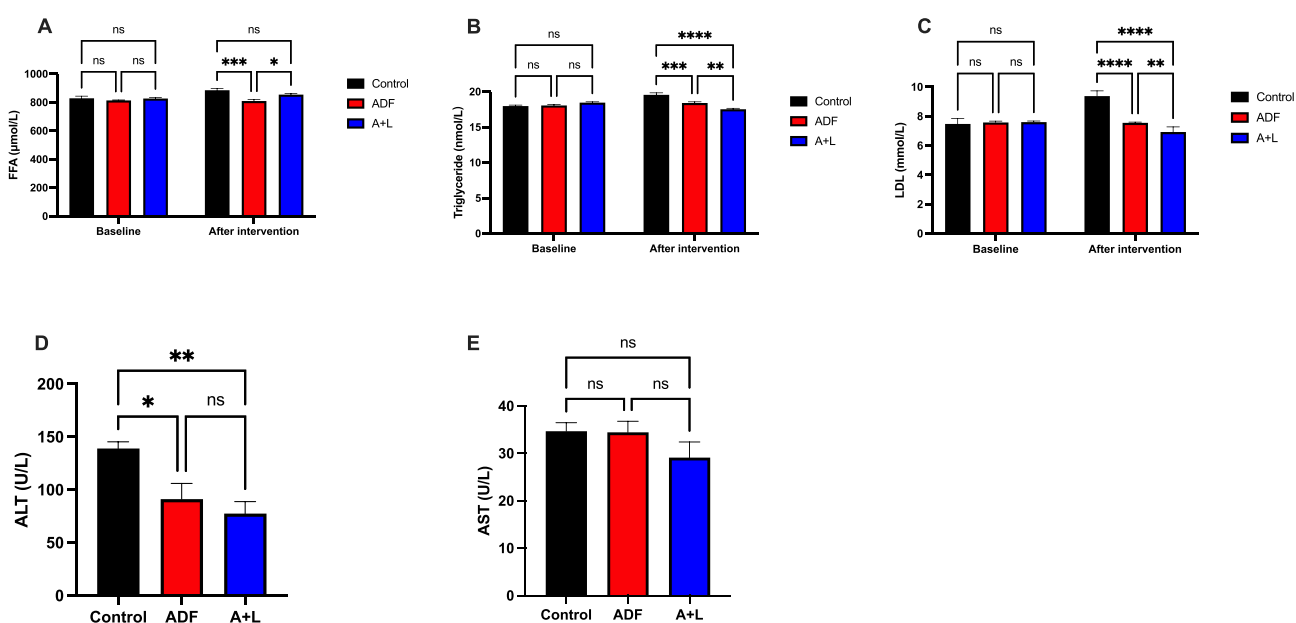 A
ns
ns
ns
ns
***
*
FFA (µmol/L)
1000
800
600
400
200
0
Baseline
After intervention
Control
ADF
A+L
B
ns
ns
ns
****
***
**
Triglyceride (nmol/L)
20
15
10
5
0
Baseline
After intervention
Control
ADF
A+L
C
ns
ns
ns
****
****
**
LDL (mmol/L)
10
8
6
4
2
0
Baseline
After intervention
Control
ADF
A+L
D
**
*
ns
ALT (U/L)
200
150
100
50
0
Control
ADF
A+L
E
ns
ns
ns
AST (U/L)
40
30
20
10
0
Control
ADF
A+L